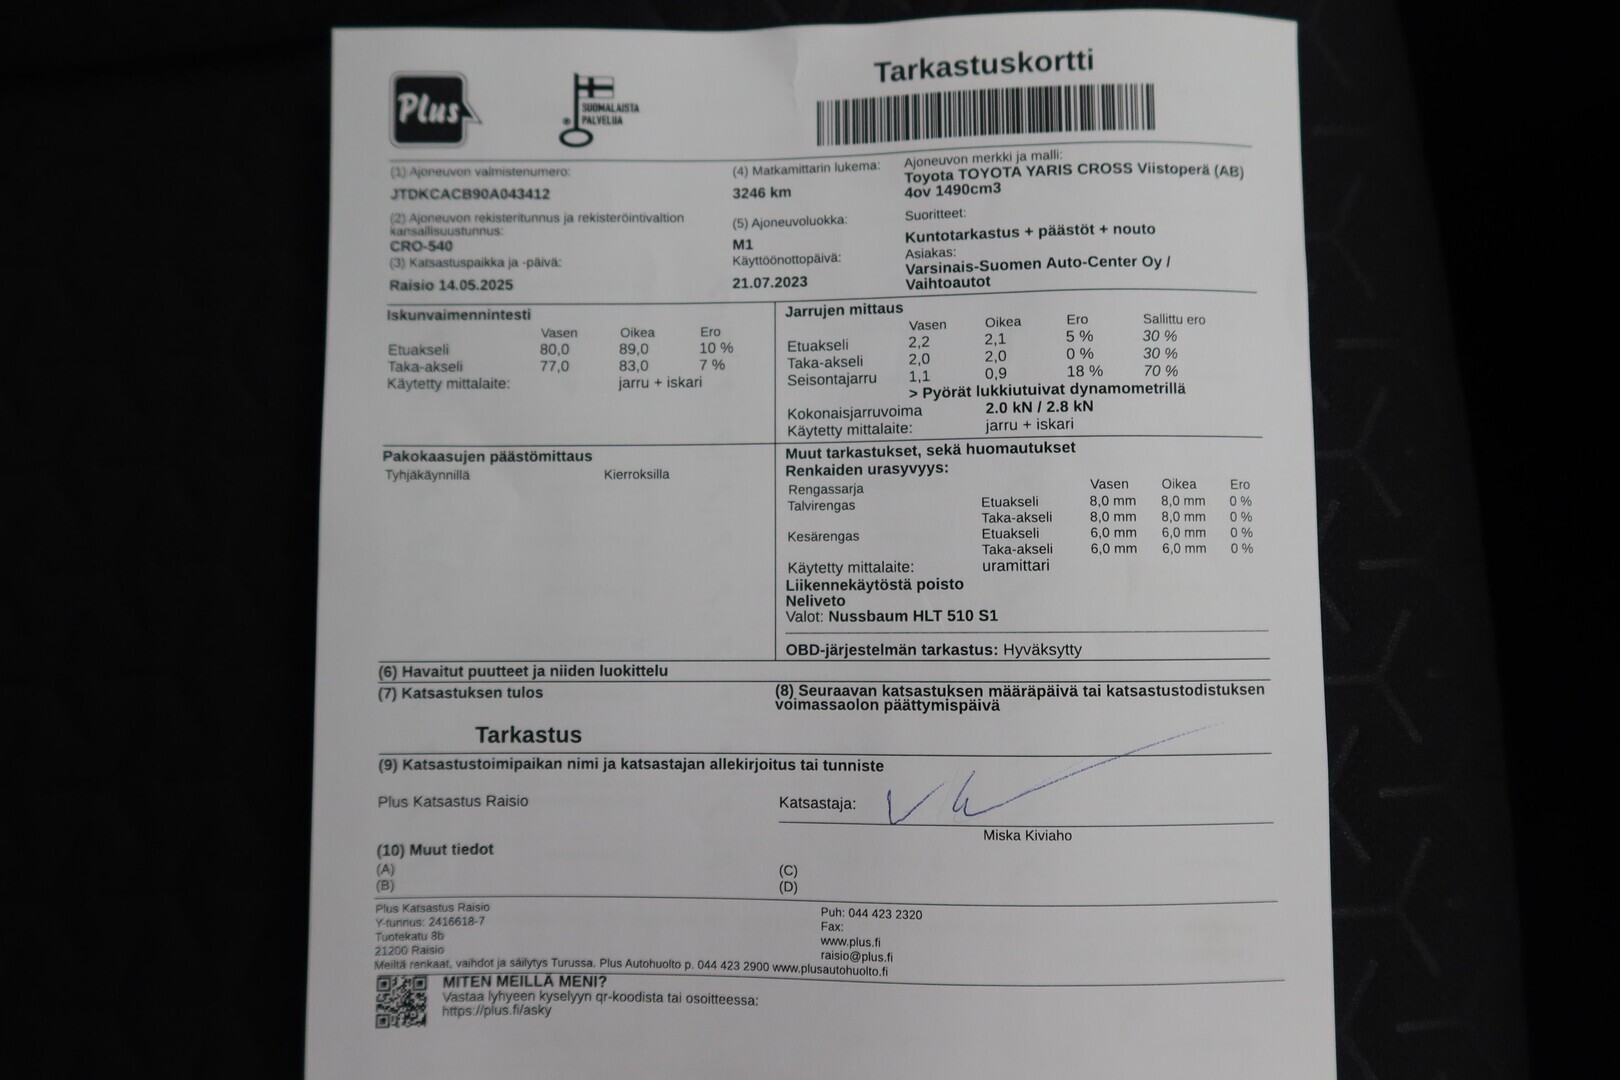 Plus
SUOMALAISTA
PALVELUA
Tarkastuskortti
(1) Ajoneuvon valmistenumero:
JTDKCACB90A043412
(2) Ajoneuvon rekisteritunnus ja rekisteröintivaltion
kansallisuustunnus:
CRO-540
(3) Katsastuspaikka ja -päivä:
Raisio 14.05.2025
(4) Matkamittarin lukema:
3246 km
(5) Ajoneuvoluokka:
M1
Käyttöönottopäivä:
21.07.2023
Ajoneuvon merkki ja malli:
Toyota TOYOTA YARIS CROSS Viistoperä (AB)
4ov 1490cm3
Suoritteet:
Kuntotarkastus + päästöt + nouto
Asiakas:
Varsinais-Suomen Auto-Center Oy /
Vaihtoautot
Iskunvaimennintesti
Vasen Oikea Ero
Etuakseli 80,0 89,0 10 %
Taka-akseli 77,0 83,0 7 %
Käytetty mittalaite: jarru + iskari
Jarrujen mittaus
Vasen Oikea Ero Sallittu ero
Etuakseli 2,2 2,1 5 % 30 %
Taka-akseli 2,0 2,0 0 % 30 %
Seisontajarru 1,1 0,9 18 % 70 %
> Pyörät lukkiutuivat dynamometrillä
Kokonaisjarruvoima 2.0 kN / 2.8 kN
Käytetty mittalaite: jarru + iskari
Pakokaasujen päästömittaus
Tyhjäkäynnillä Kierroksilla
Muut tarkastukset, sekä huomautukset
Renkaiden urasyvyys:
Vasen Oikea Ero
Rengassarja
Talvirengas Etuakseli 8,0 mm 8,0 mm 0 %
Taka-akseli 8,0 mm 8,0 mm 0 %
Kesärengas Etuakseli 6,0 mm 6,0 mm 0 %
Taka-akseli 6,0 mm 6,0 mm 0 %
Käytetty mittalaite: uramittari
Liikennekäytöstä poisto
Neliveto
Valot: Nussbaum HLT 510 S1
OBD-järjestelmän tarkastus: Hyväksytty
(6) Havaitut puutteet ja niiden luokittelu
(7) Katsastuksen tulos
(8) Seuraavan katsastuksen määräpäivä tai katsastustodistuksen
voimassaolon päättymispäivä
Tarkastus
(9) Katsastustoimipaikan nimi ja katsastajan allekirjoitus tai tunniste
Plus Katsastus Raisio
Katsastaja:
Miska Kiviaho
(10) Muut tiedot
(A)
(B)
(C)
(D)
Plus Katsastus Raisio
Y-tunnus: 2416618-7
Tuotekatu 8b
21200 Raisio
Puh: 044 423 2320
Fax:
www.plus.fi
raisio@plus.fi
Meiltä renkaat, vaihdot ja säilytys Turussa. Plus Autohuolto p. 044 423 2900 www.plusautohuolto.fi
MITEN MEILLÄ MENI?
Vastaa lyhyeen kyselyyn qr-koodista tai osoitteessa:
https://plus.fi/asky